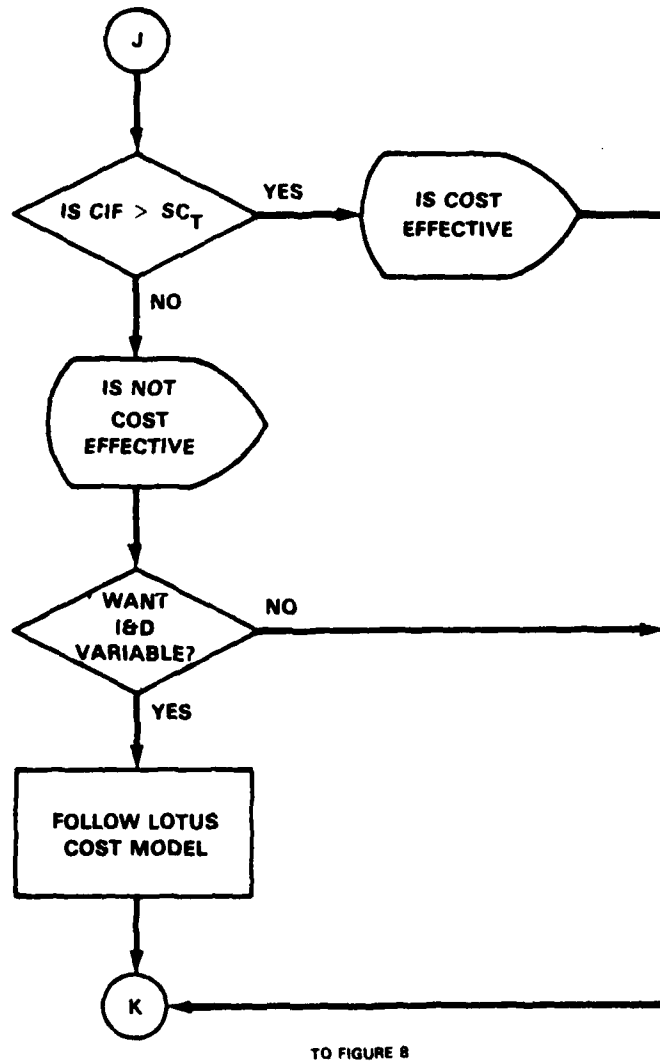 J
IS CIF > SC_T
YES
IS COST
EFFECTIVE
NO
IS NOT
COST
EFFECTIVE
WANT
I&D
VARIABLE?
NO
YES
FOLLOW LOTUS
COST MODEL
K
TO FIGURE 8